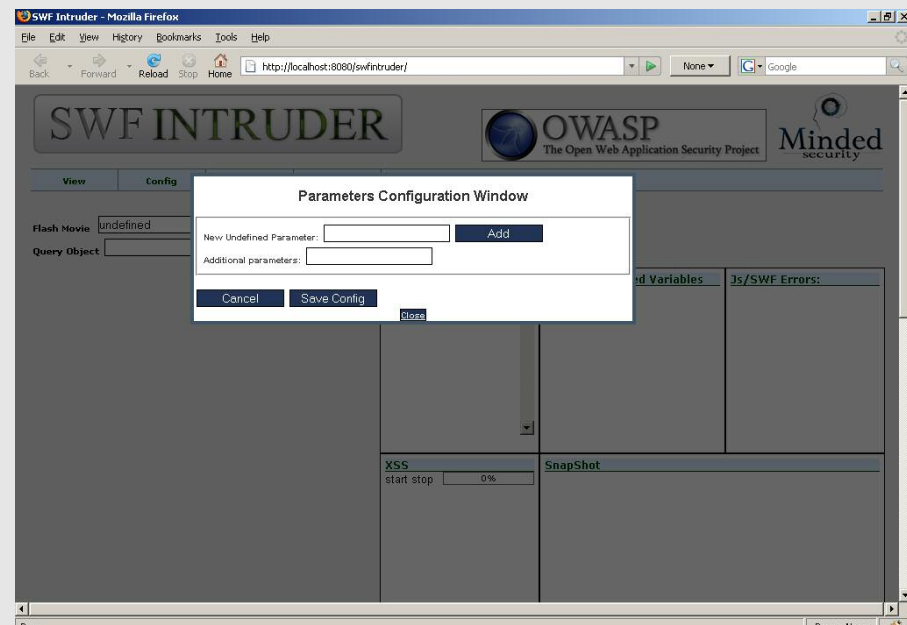 SWF Intruder - Mozilla Firefox
File Edit View History Bookmarks Tools Help
Back Forward Reload Stop Home http://localhost:8080/swfintruder/ None Google
SWF INTRUDER
OWASP
The Open Web Application Security Project
Minded
security
View Config
Parameters Configuration Window
Flash Movie undefined
Query Object
New Undefined Parameter: Add
Additional parameters:
Cancel Save Config
Close
ed Variables
Js/SWF Errors:
XSS
start stop 0%
SnapShot